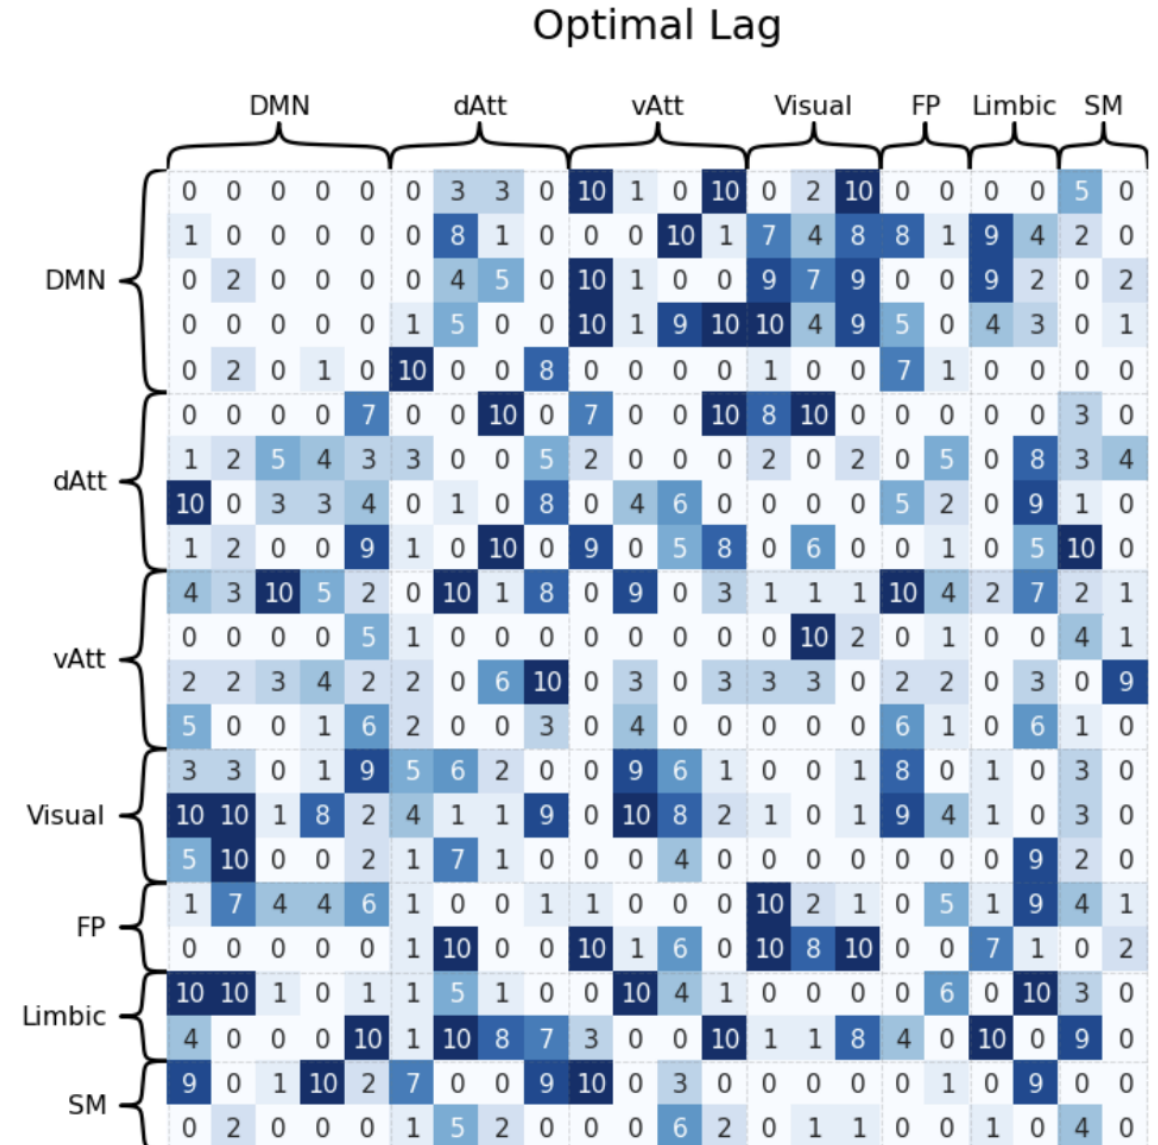 Optimal Lag
DMN dAtt vAtt Visual FP Limbic SM
0 0 0 0 0 0 3 3 0 10 1 0 10 0 2 10 0 0 0 0 5 0
1 0 0 0 0 0 8 1 0 0 0 10 1 7 4 8 8 1 9 4 2 0
DMN 0 2 0 0 0 0 4 5 0 10 1 0 0 9 7 9 0 0 9 2 0 2
0 0 0 0 0 1 5 0 0 10 1 9 10 10 4 9 5 0 4 3 0 1
0 2 0 1 0 10 0 0 8 0 0 0 0 1 0 0 7 1 0 0 0 0
0 0 0 0 7 0 0 10 0 7 0 0 10 8 10 0 0 0 0 0 3 0
1 2 5 4 3 3 0 0 5 2 0 0 0 2 0 2 0 5 0 8 3 4
dAtt
10 0 3 3 4 0 1 0 8 0 4 6 0 0 0 0 5 2 0 9 1 0
1 2 0 0 9 1 0 10 0 9 0 5 8 0 6 0 0 1 0 5 10 0
4 3 10 5 2 0 10 1 8 0 9 0 3 1 1 1 10 4 2 7 2 1
0 0 0 0 5 1 0 0 0 0 0 0 0 0 10 2 0 1 0 0 4 1
vAtt
2 2 3 4 2 2 0 6 10 0 3 0 3 3 3 0 2 2 0 3 0 9
5 0 0 1 6 2 0 0 3 0 4 0 0 0 0 0 6 1 0 6 1 0
3 3 0 1 9 5 6 2 0 0 9 6 1 0 0 1 8 0 1 0 3 0
Visual 10 10 1 8 2 4 1 1 9 0 10 8 2 1 0 1 9 4 1 0 3 0
5 10 0 0 2 1 7 1 0 0 0 4 0 0 0 0 0 0 0 9 2 0
1 7 4 4 6 1 0 0 1 1 0 0 0 10 2 1 0 5 1 9 4 1
FP
0 0 0 0 0 1 10 0 0 10 1 6 0 10 8 10 0 0 7 1 0 2
10 10 1 0 1 1 5 1 0 0 10 4 1 0 0 0 0 6 0 10 3 0
Limbic
4 0 0 0 10 1 10 8 7 3 0 0 10 1 1 8 4 0 10 0 9 0
9 0 1 10 2 7 0 0 9 10 0 3 0 0 0 0 0 1 0 9 0 0
SM
0 2 0 0 0 1 5 2 0 0 0 6 2 0 1 1 0 0 1 0 4 0